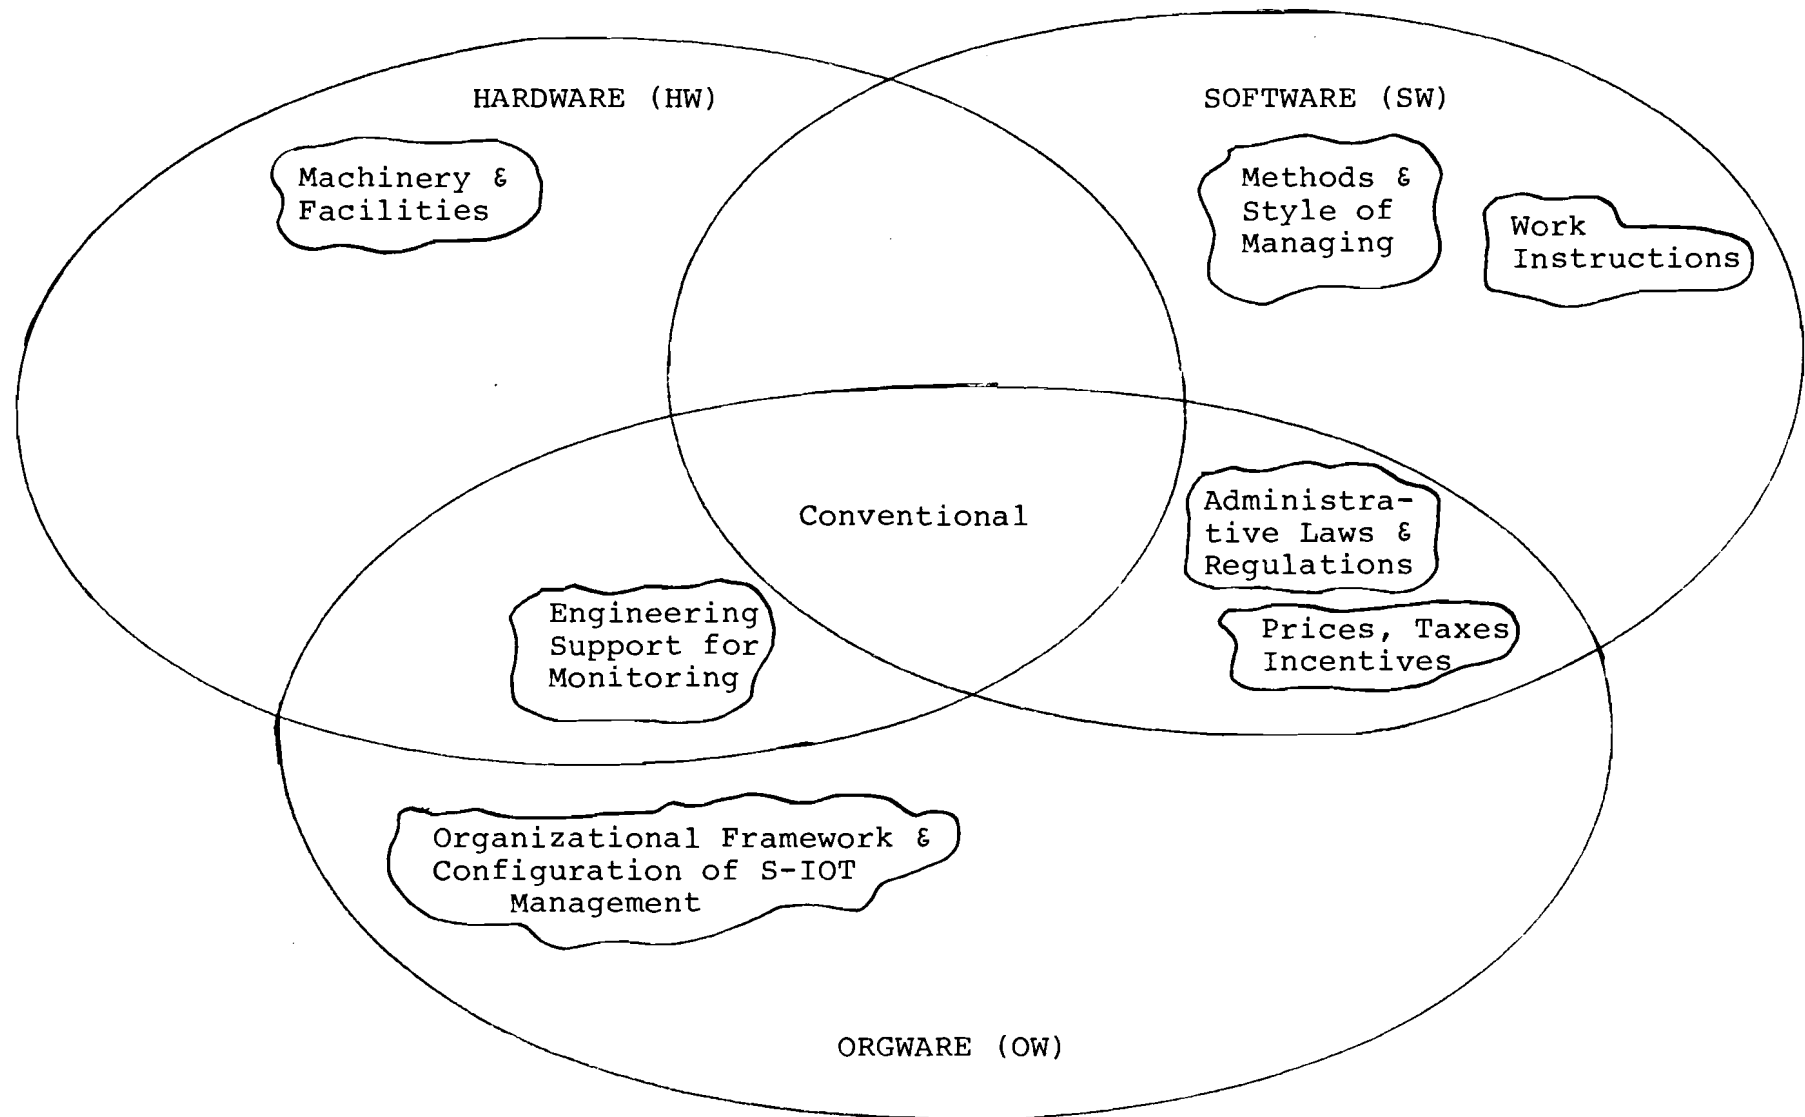 HARDWARE (HW)
SOFTWARE (SW)
Machinery &
Facilities
Methods &
Style of
Managing
Work
Instructions
Conventional
Administra-
tive Laws &
Regulations
Engineering
Support for
Monitoring
Prices, Taxes
Incentives
Organizational Framework &
Configuration of S-IOT
Management
ORGWARE (OW)